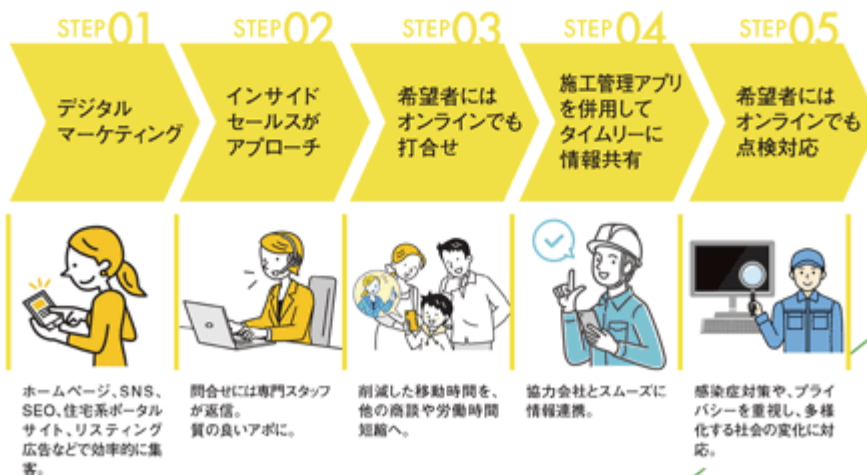 STEP01
デジタル
マーケティング
STEP02
インサイド
セールスが
アプローチ
STEP03
希望者には
オンラインでも
打合せ
STEP04
施工管理アプリ
を併用して
タイムリーに
情報共有
STEP05
希望者には
オンラインでも
点検対応
ホームページ、SNS、
SEO、住宅系ポータル
サイト、リスティング
広告などで効率的に集
客。
問合せには専門スタッフ
が返信。
質の良いアポに。
削減した移動時間を、
他の商談や労働時間
短縮へ。
協力会社とスムーズに
情報連携。
感染症対策や、プライ
バシーを重視し、多様
化する社会の変化に対
応。